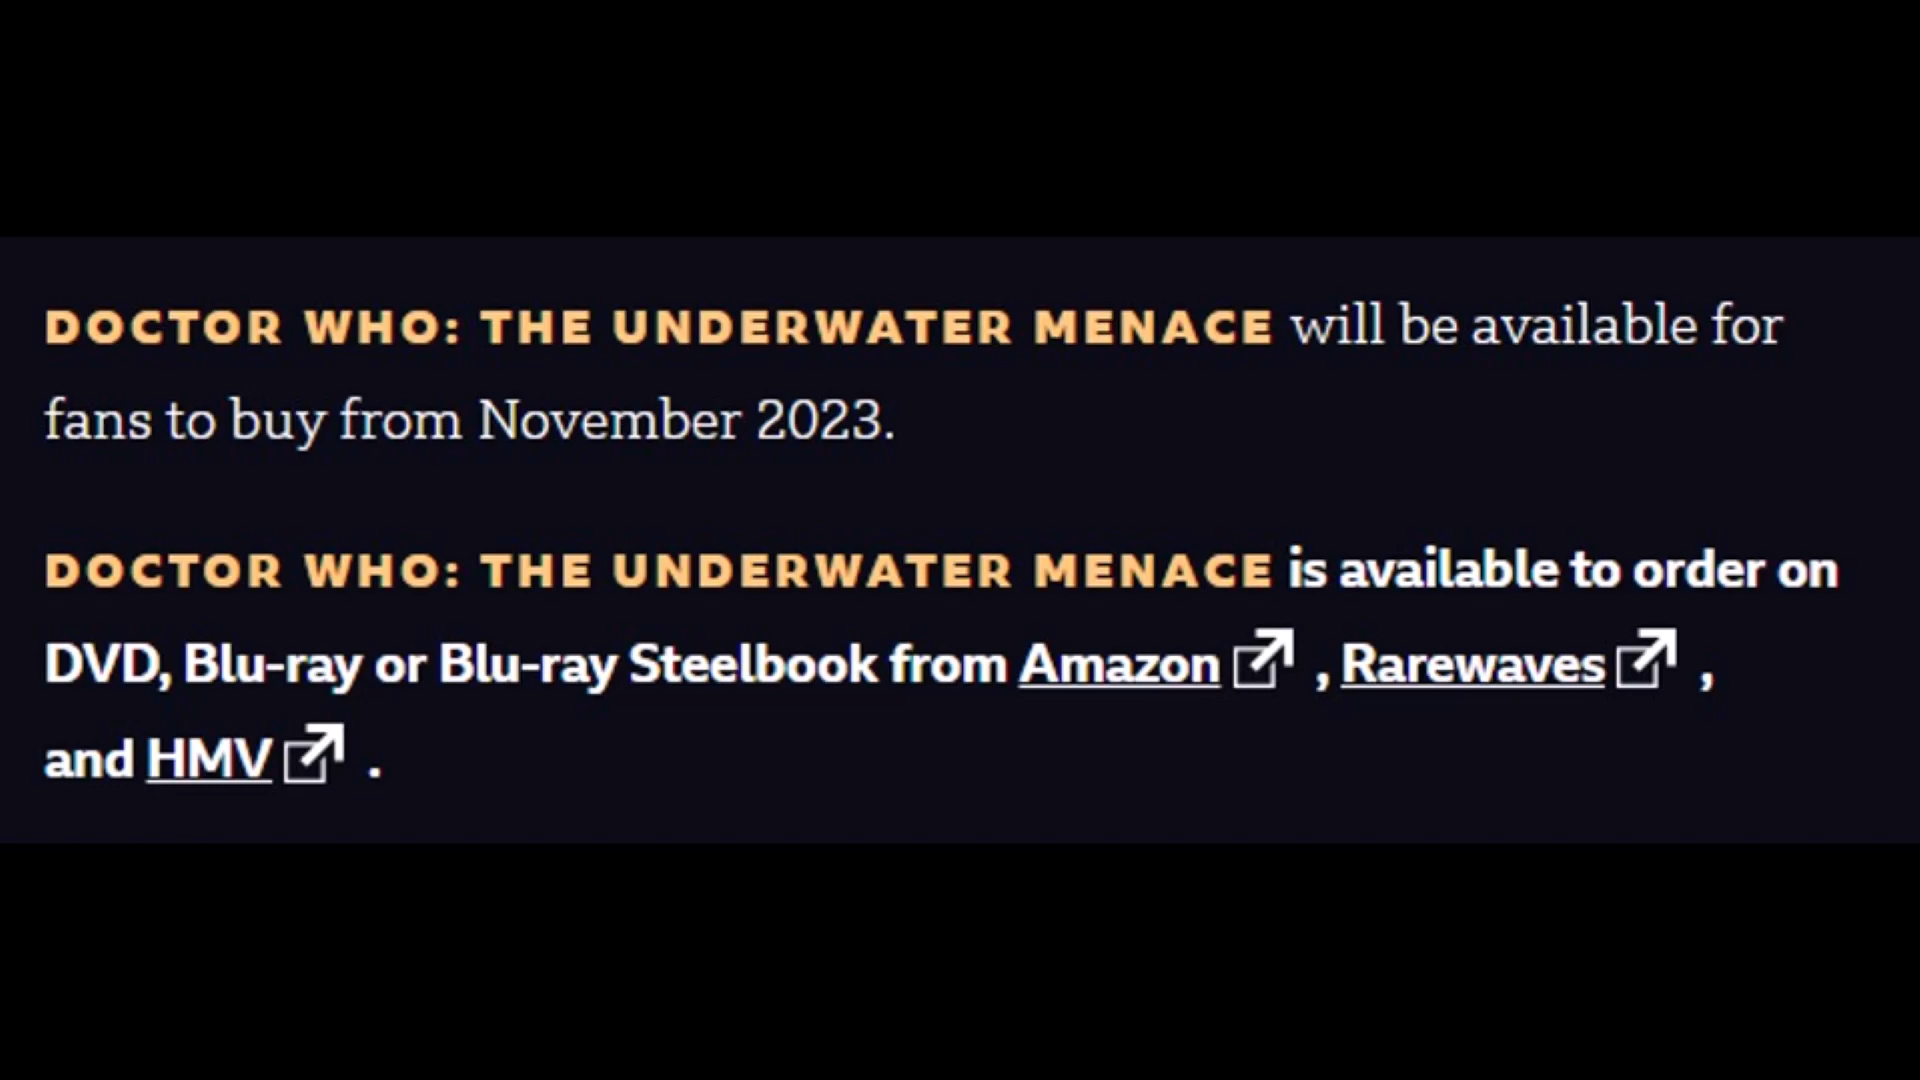 DOCTOR WHO: THE UNDERWATER MENACE will be available for
fans to buy from November 2023.
DOCTOR WHO: THE UNDERWATER MENACE is available to order on
DVD, Blu-ray or Blu-ray Steelbook from Amazon , Rarewaves ,
and HMV .